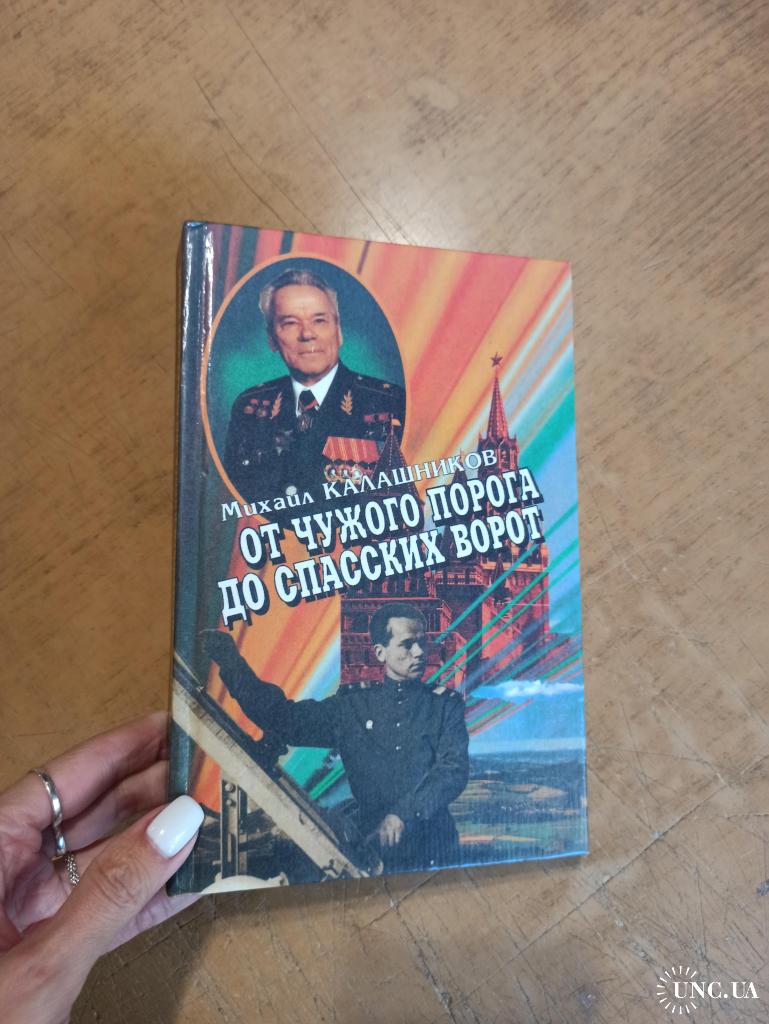 Михаил КАЛАШНИКОВ
ОТ ЧУЖОГО ПОРОГА
ДО СПАССКИХ ВОРОТ
UNC.UA